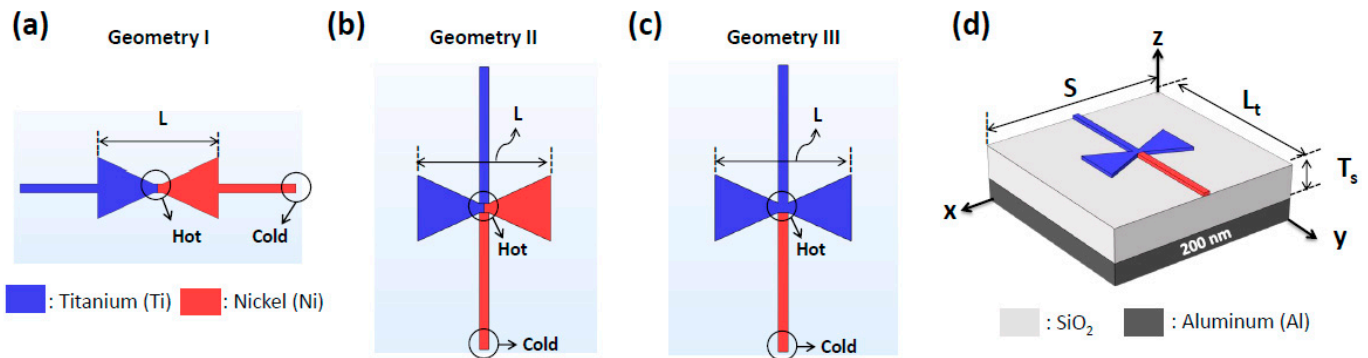 (a)
Geometry I
L
Hot
Cold
: Titanium (Ti)
: Nickel (Ni)
(b)
Geometry II
L
Hot
Cold
(c)
Geometry III
L
Hot
Cold
(d)
z
S
Lₜ
Tₛ
x
y
200 nm
: SiO₂
: Aluminum (Al)